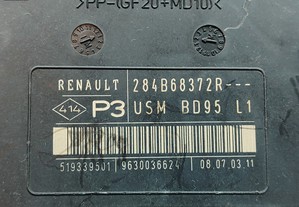 >PP-(GF20+MD10)<
RENAULT 284B68372R---
414 P3 USM BD95 L1
519339501 9630036624 08.07.03 11